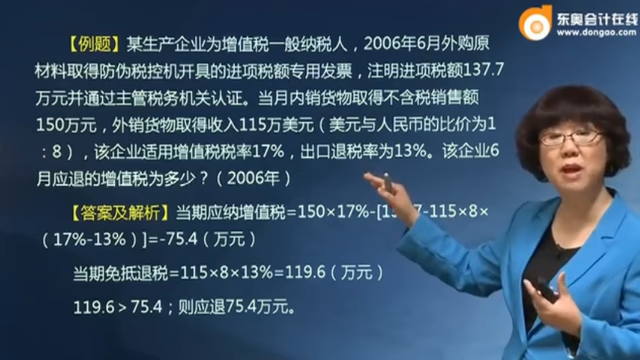 东奥会计在线
www.dongao.com
【例题】某生产企业为增值税一般纳税人，2006年6月外购原
材料取得防伪税控机开具的进项税额专用发票，注明进项税额137.7
万元并通过主管税务机关认证。当月内销货物取得不含税销售额
150万元，外销货物取得收入115万美元（美元与人民币的比价为1
：8），该企业适用增值税税率17%，出口退税率为13%。该企业6
月应退的增值税为多少？（2006年）
【答案及解析】当期应纳增值税=150×17%-[13 7-115×8×
（17%-13%）]=-75.4（万元）
当期免抵退税=115×8×13%=119.6（万元）
119.6＞75.4；则应退75.4万元。